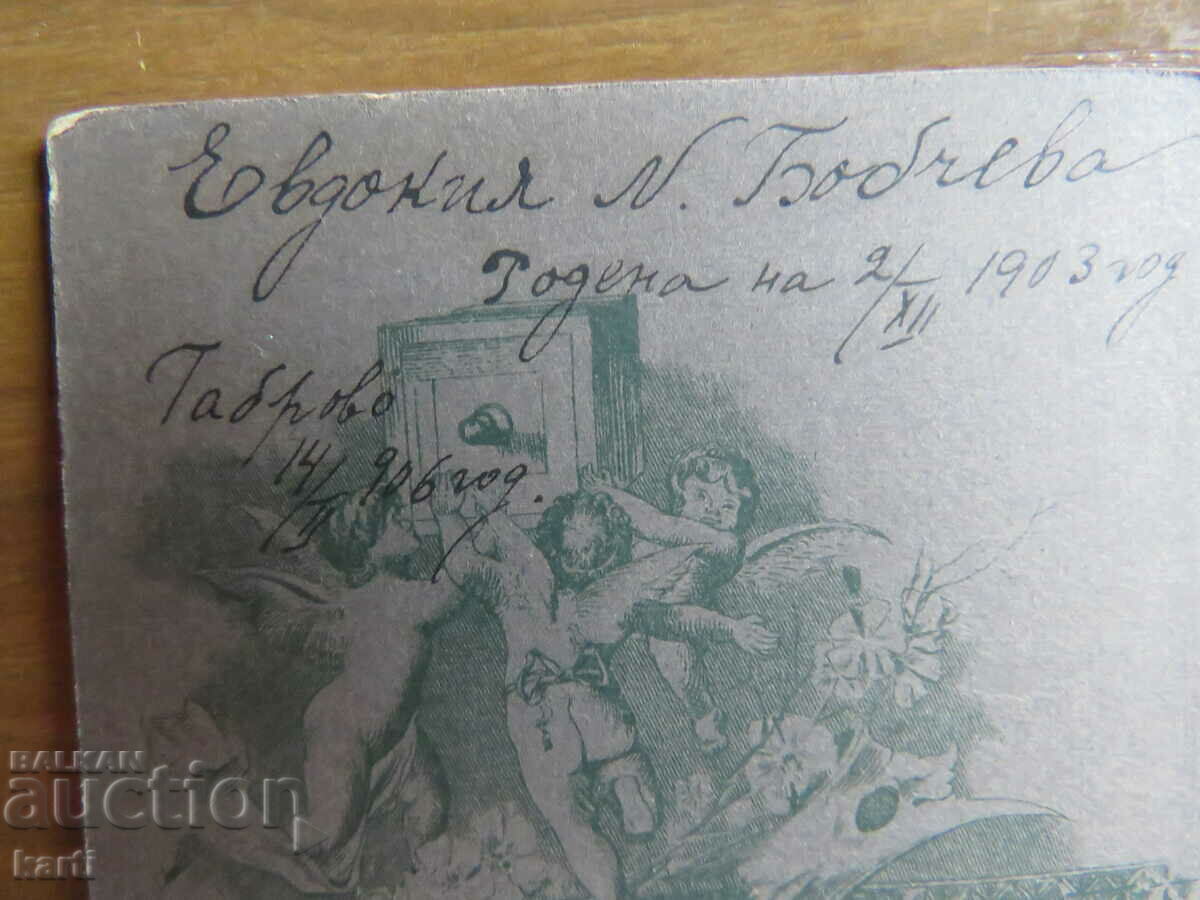 Евдокия N. Бобчева
Родена на 2/XII 1903 год
Габрово
14/II 906 год.
BALKAN
auction
karti